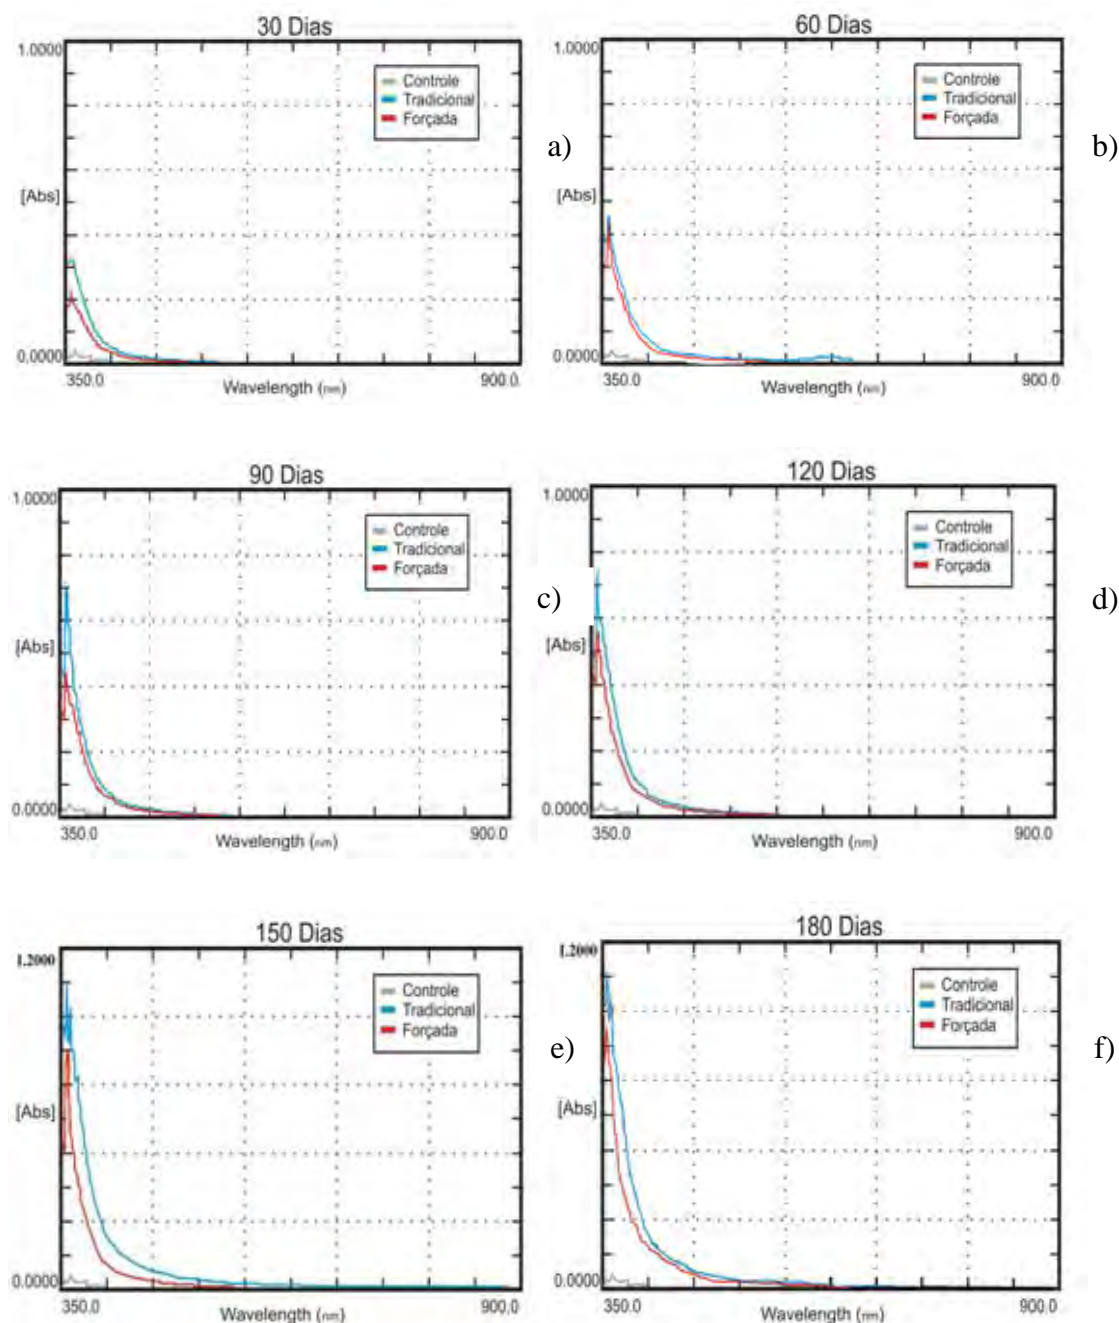 30 Dias
1.0000
Controle
Tradicional
Forçada
[Abs]
0.0000
350.0
Wavelength (nm)
900.0
a)
60 Dias
1.0000
Controle
Tradicional
Forçada
[Abs]
0.0000
350.0
Wavelength (nm)
900.0
b)
90 Dias
1.0000
Controle
Tradicional
Forçada
[Abs]
0.0000
350.0
Wavelength (nm)
900.0
c)
120 Dias
1.0000
Controle
Tradicional
Forçada
[Abs]
0.0000
350.0
Wavelength (nm)
900.0
d)
150 Dias
1.2000
Controle
Tradicional
Forçada
[Abs]
0.0000
350.0
Wavelength (nm)
900.0
e)
180 Dias
1.2000
Controle
Tradicional
Forçada
[Abs]
0.0000
350.0
Wavelength (nm)
900.0
f)